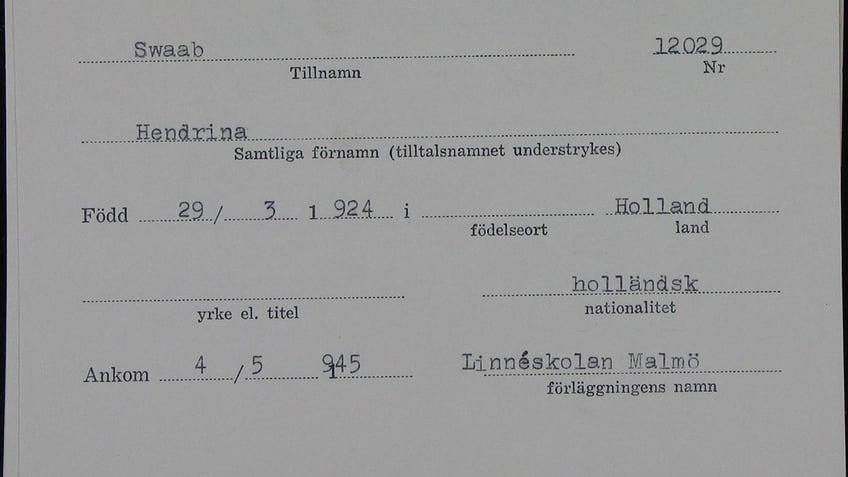 Swaab 12029
Tillnamn Nr
Hendrina
Samtliga förnamn (tilltalsnamnet understrykes)
Född 29 / 3 1 924 i Holland
födelseort land
holländsk
yrke el. titel nationalitet
Ankom 4 / 5 1945 Linnéskolan Malmö
förläggningens namn